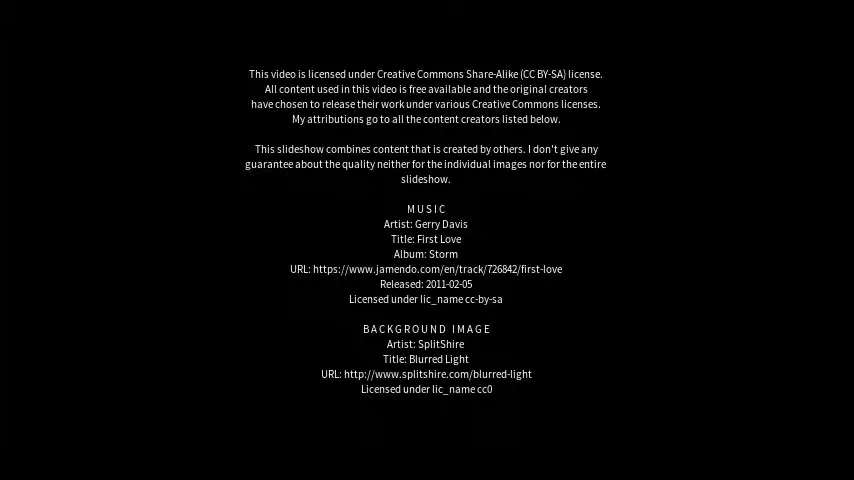 This video is licensed under Creative Commons Share-Alike (CC BY-SA) license.
All content used in this video is free available and the original creators
have chosen to release their work under various Creative Commons licenses.
My attributions go to all the content creators listed below.
This slideshow combines content that is created by others. I don't give any
guarantee about the quality neither for the individual images nor for the entire
slideshow.
MUSIC
Artist: Gerry Davis
Title: First Love
Album: Storm
URL: https://www.jamendo.com/en/track/726842/first-love
Released: 2011-02-05
Licensed under lic_name cc-by-sa
BACKGROUND IMAGE
Artist: SplitShire
Title: Blurred Light
URL: http://www.splitshire.com/blurred-light
Licensed under lic_name cc0